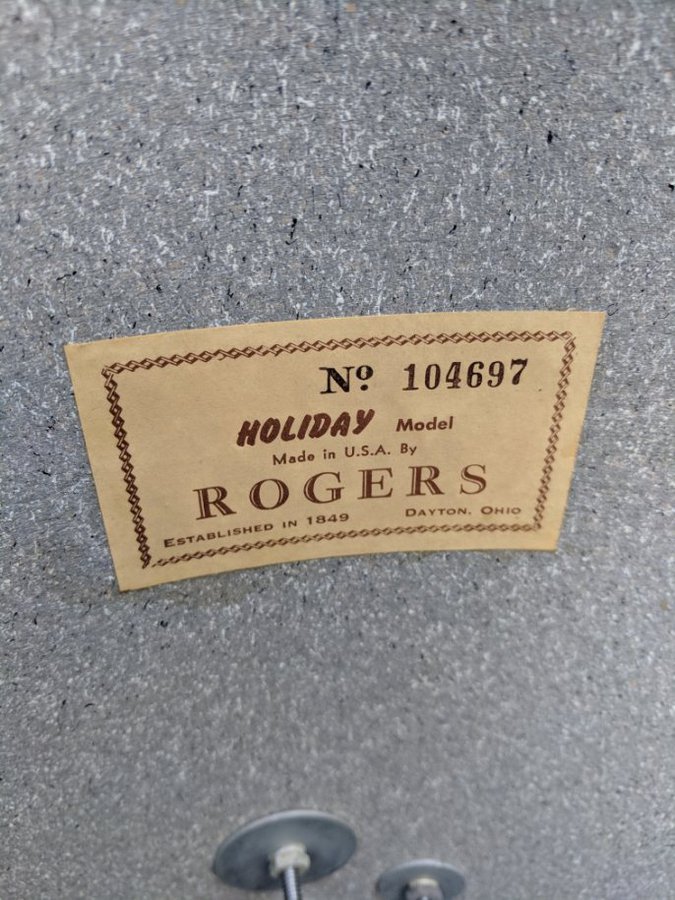 Nº 104697
HOLIDAY Model
Made in U.S.A. By
ROGERS
ESTABLISHED IN 1849 DAYTON, OHIO